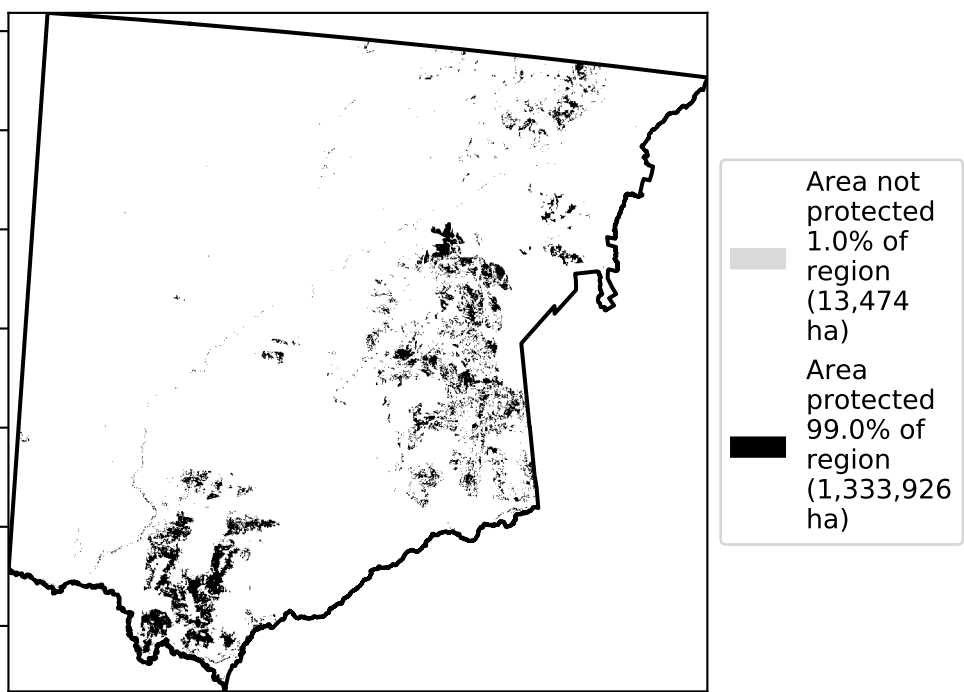 Area not
protected
1.0% of
region
(13,474
ha)
Area
protected
99.0% of
region
(1,333,926
ha)